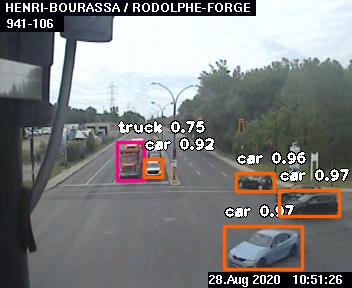 HENRI-BOURASSA / RODOLPHE-FORGE
941-106
truck 0.75
car 0.92
car 0.96
car 0.97
car 0.97
28.Aug 2020 10:51:26